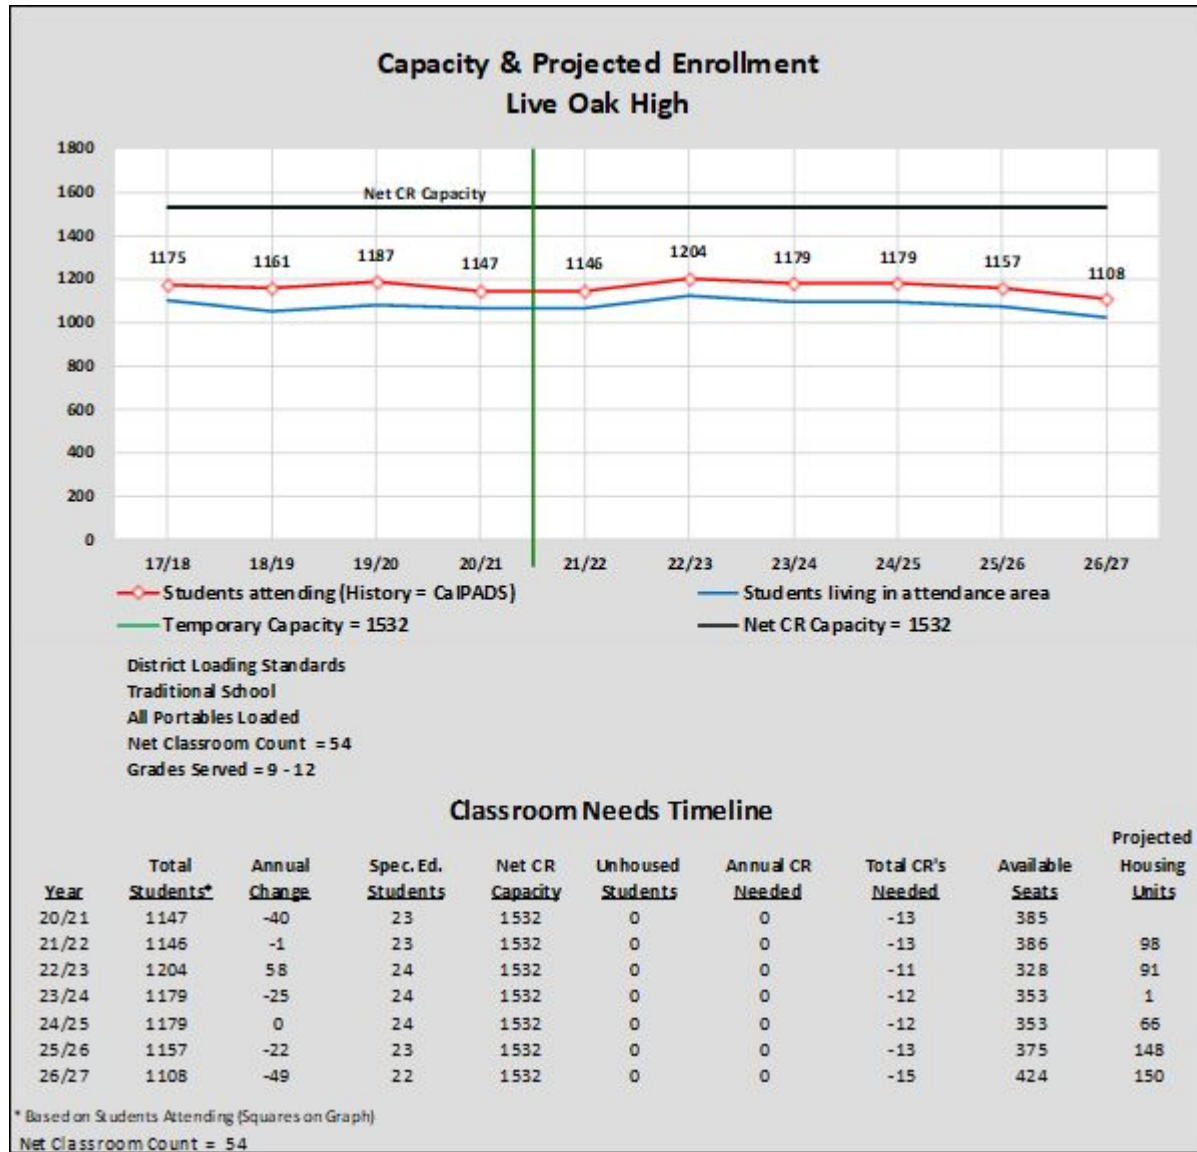 Capacity & Projected Enrollment
Live Oak High
1800
1600
1400
1200
1000
800
600
400
200
0
Net CR Capacity
1175 1161 1187 1147 1146 1204 1179 1179 1157 1108
17/18 18/19 19/20 20/21 21/22 22/23 23/24 24/25 25/26 26/27
Students attending (History = CalPADS) Students living in attendance area
Temporary Capacity = 1532 Net CR Capacity = 1532
District Loading Standards
Traditional School
All Portables Loaded
Net Classroom Count = 54
Grades Served = 9 - 12
Classroom Needs Timeline
Projected
Total Annual Spec. Ed. Net CR Unhoused Annual CR Total CR's Available Housing
Year Students* Change Students Capacity Students Needed Needed Seats Units
20/21 1147 -40 23 1532 0 0 -13 385
21/22 1146 -1 23 1532 0 0 -13 386 98
22/23 1204 58 24 1532 0 0 -11 328 91
23/24 1179 -25 24 1532 0 0 -12 353 1
24/25 1179 0 24 1532 0 0 -12 353 66
25/26 1157 -22 23 1532 0 0 -13 375 148
26/27 1108 -49 22 1532 0 0 -15 424 150
* Based on Students Attending (Squares on Graph)
Net Classroom Count = 54